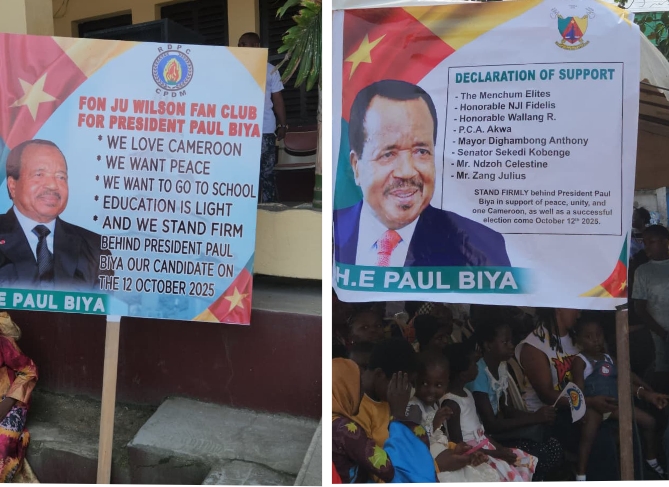 RDPC
CPDM
FON JU WILSON FAN CLUB
FOR PRESIDENT PAUL BIYA
* WE LOVE CAMEROON
* WE WANT PEACE
* WE WANT TO GO TO SCHOOL
* EDUCATION IS LIGHT
* AND WE STAND FIRM
BEHIND PRESIDENT PAUL
BIYA OUR CANDIDATE ON
THE 12 OCTOBER 2025
E PAUL BIYA
DECLARATION OF SUPPORT
- The Menchum Elites
- Honorable NJI Fidelis
- Honorable Wallang R.
- P.C.A. Akwa
- Mayor Dighambong Anthony
- Senator Sekedi Kobonge
- Mr. Ndzoh Celestine
- Mr. Zang Julius
STAND FIRMLY behind President Paul
Biya in support of peace, unity, and
one Cameroon, as well as a successful
election come October 12th 2025.
H.E PAUL BIYA